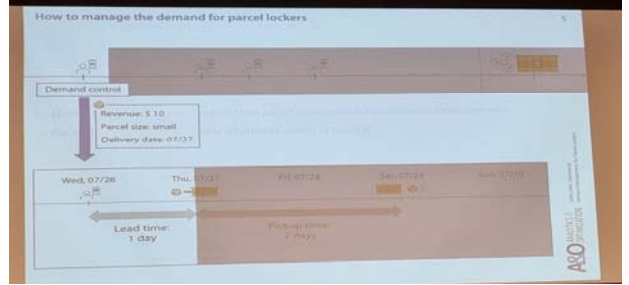 How to manage the demand for parcel lockers
5
Demand control
Revenue: $ 10
Parcel size: small
Delivery date: 07/27
Wed, 07/26
Thu, 07/27
Fri, 07/28
Sat, 07/29
Sun, 07/30
Lead time:
1 day
Pickup time:
2 days
A&O
ANALYTICS &
OPTIMIZATION